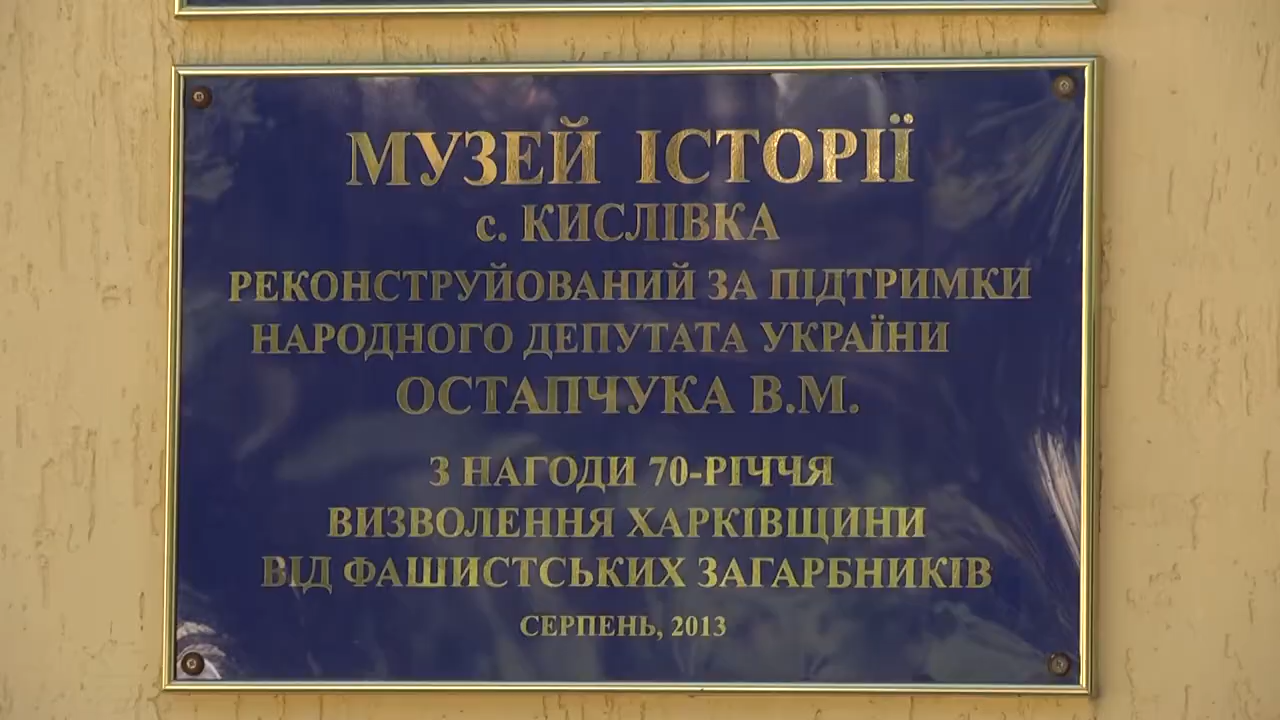 МУЗЕЙ ІСТОРІЇ
с. КИСЛІВКА
РЕКОНСТРУЙОВАНИЙ ЗА ПІДТРИМКИ
НАРОДНОГО ДЕПУТАТА УКРАЇНИ
ОСТАПЧУКА В.М.
З НАГОДИ 70-РІЧЧЯ
ВИЗВОЛЕННЯ ХАРКІВЩИНИ
ВІД ФАШИСТСЬКИХ ЗАГАРБНИКІВ
СЕРПЕНЬ, 2013